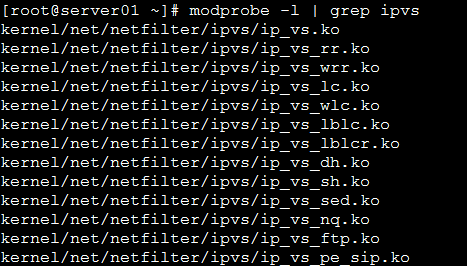 [root@server01 ~]# modprobe -l | grep ipvs
kernel/net/netfilter/ipvs/ip_vs.ko
kernel/net/netfilter/ipvs/ip_vs_rr.ko
kernel/net/netfilter/ipvs/ip_vs_wrr.ko
kernel/net/netfilter/ipvs/ip_vs_lc.ko
kernel/net/netfilter/ipvs/ip_vs_wlc.ko
kernel/net/netfilter/ipvs/ip_vs_lblc.ko
kernel/net/netfilter/ipvs/ip_vs_lblcr.ko
kernel/net/netfilter/ipvs/ip_vs_dh.ko
kernel/net/netfilter/ipvs/ip_vs_sh.ko
kernel/net/netfilter/ipvs/ip_vs_sed.ko
kernel/net/netfilter/ipvs/ip_vs_nq.ko
kernel/net/netfilter/ipvs/ip_vs_ftp.ko
kernel/net/netfilter/ipvs/ip_vs_pe_sip.ko